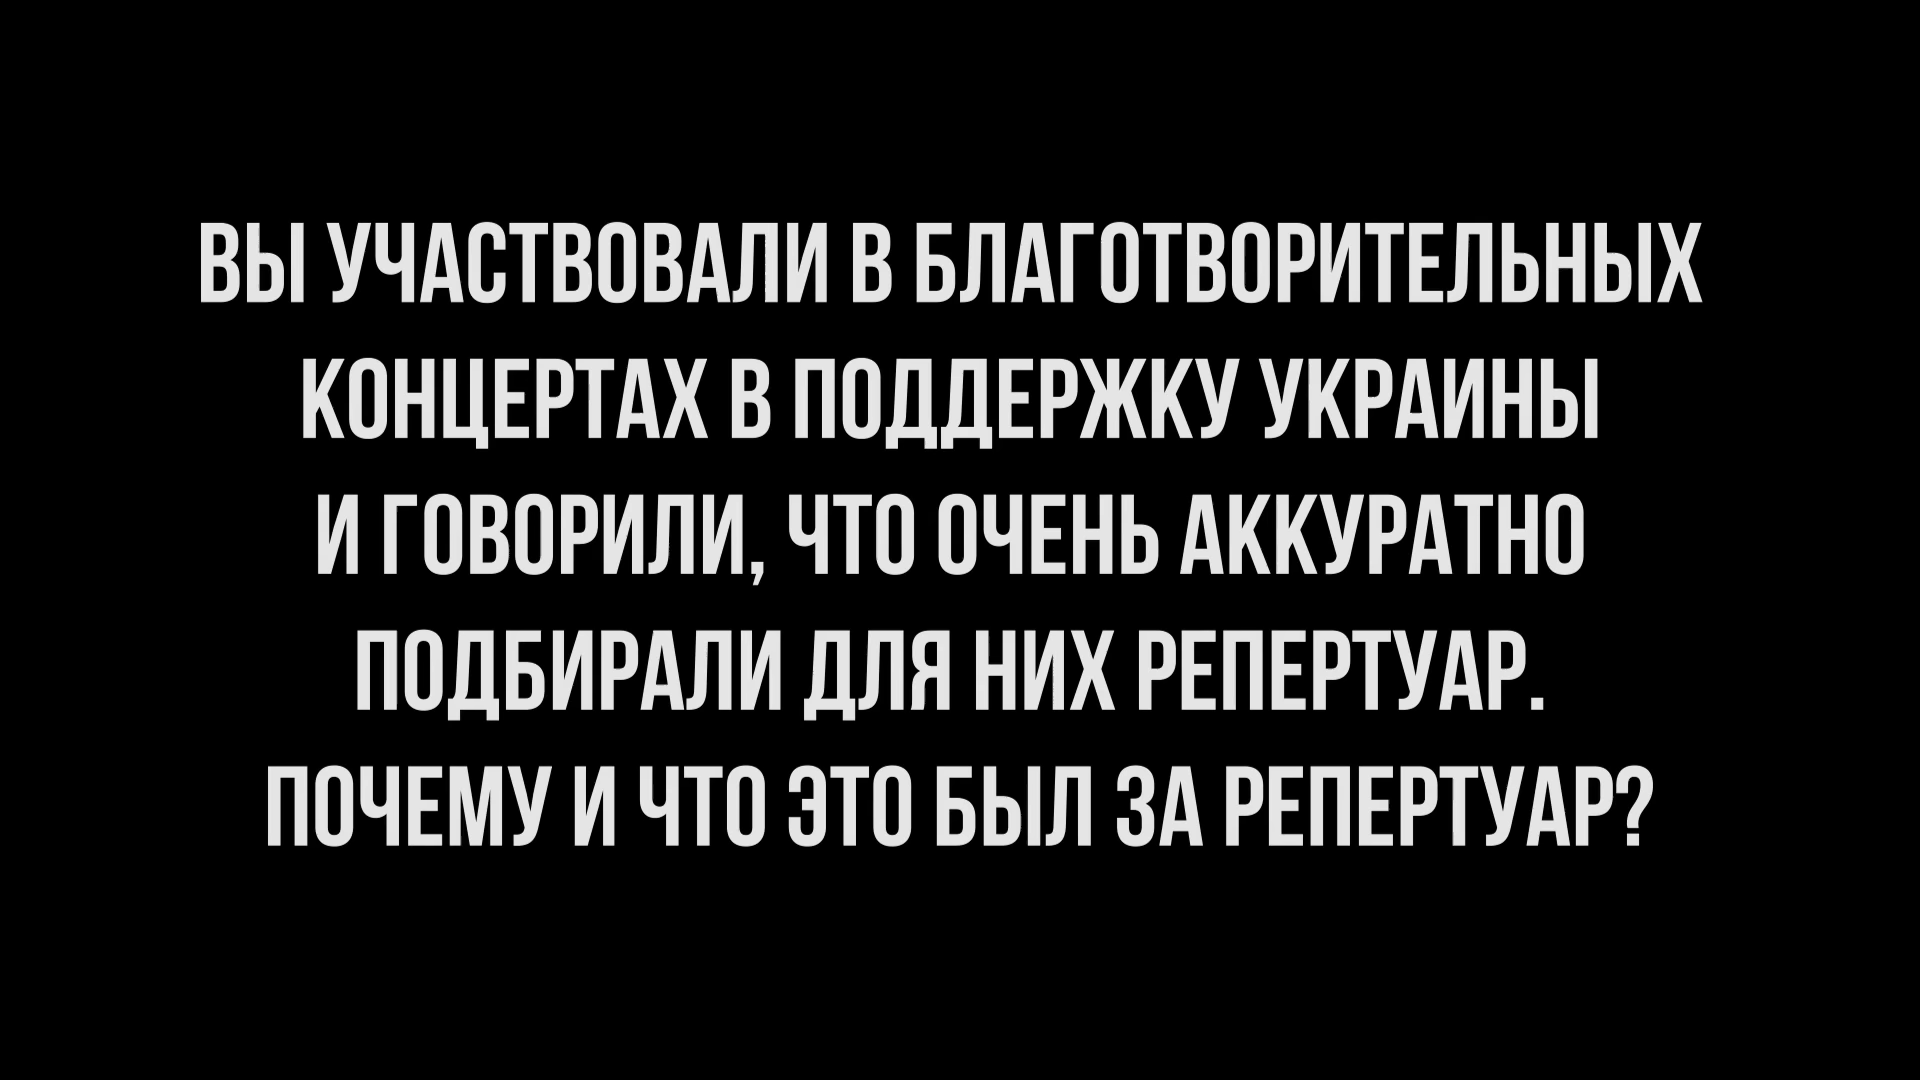 ВЫ УЧАСТВОВАЛИ В БЛАГОТВОРИТЕЛЬНЫХ
КОНЦЕРТАХ В ПОДДЕРЖКУ УКРАИНЫ
И ГОВОРИЛИ, ЧТО ОЧЕНЬ АККУРАТНО
ПОДБИРАЛИ ДЛЯ НИХ РЕПЕРТУАР.
ПОЧЕМУ И ЧТО ЭТО БЫЛ ЗА РЕПЕРТУАР?